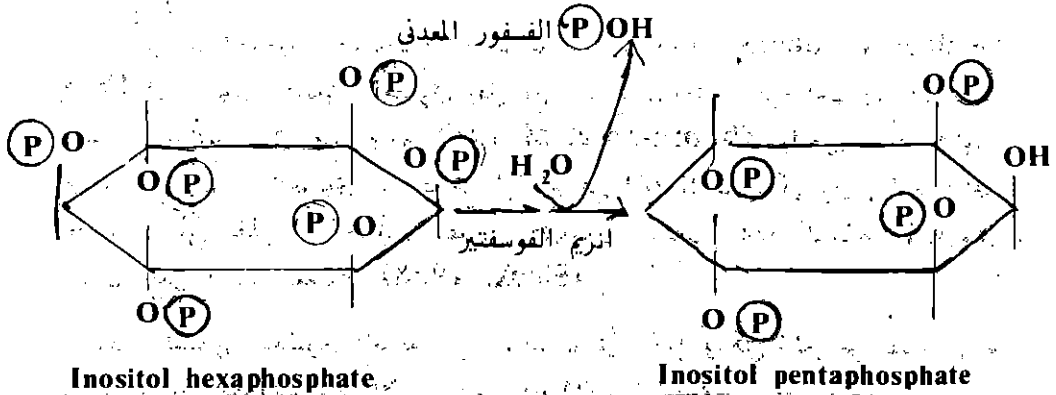 الفسفور المعدني (P)OH
O (P)
O (P)
(P) O
O (P)
H2O
OH
O (P)
O (P)
(P) O
(P) O
انزيم الفوسفتيز
O (P)
O (P)
Inositol hexaphosphate
Inositol pentaphosphate